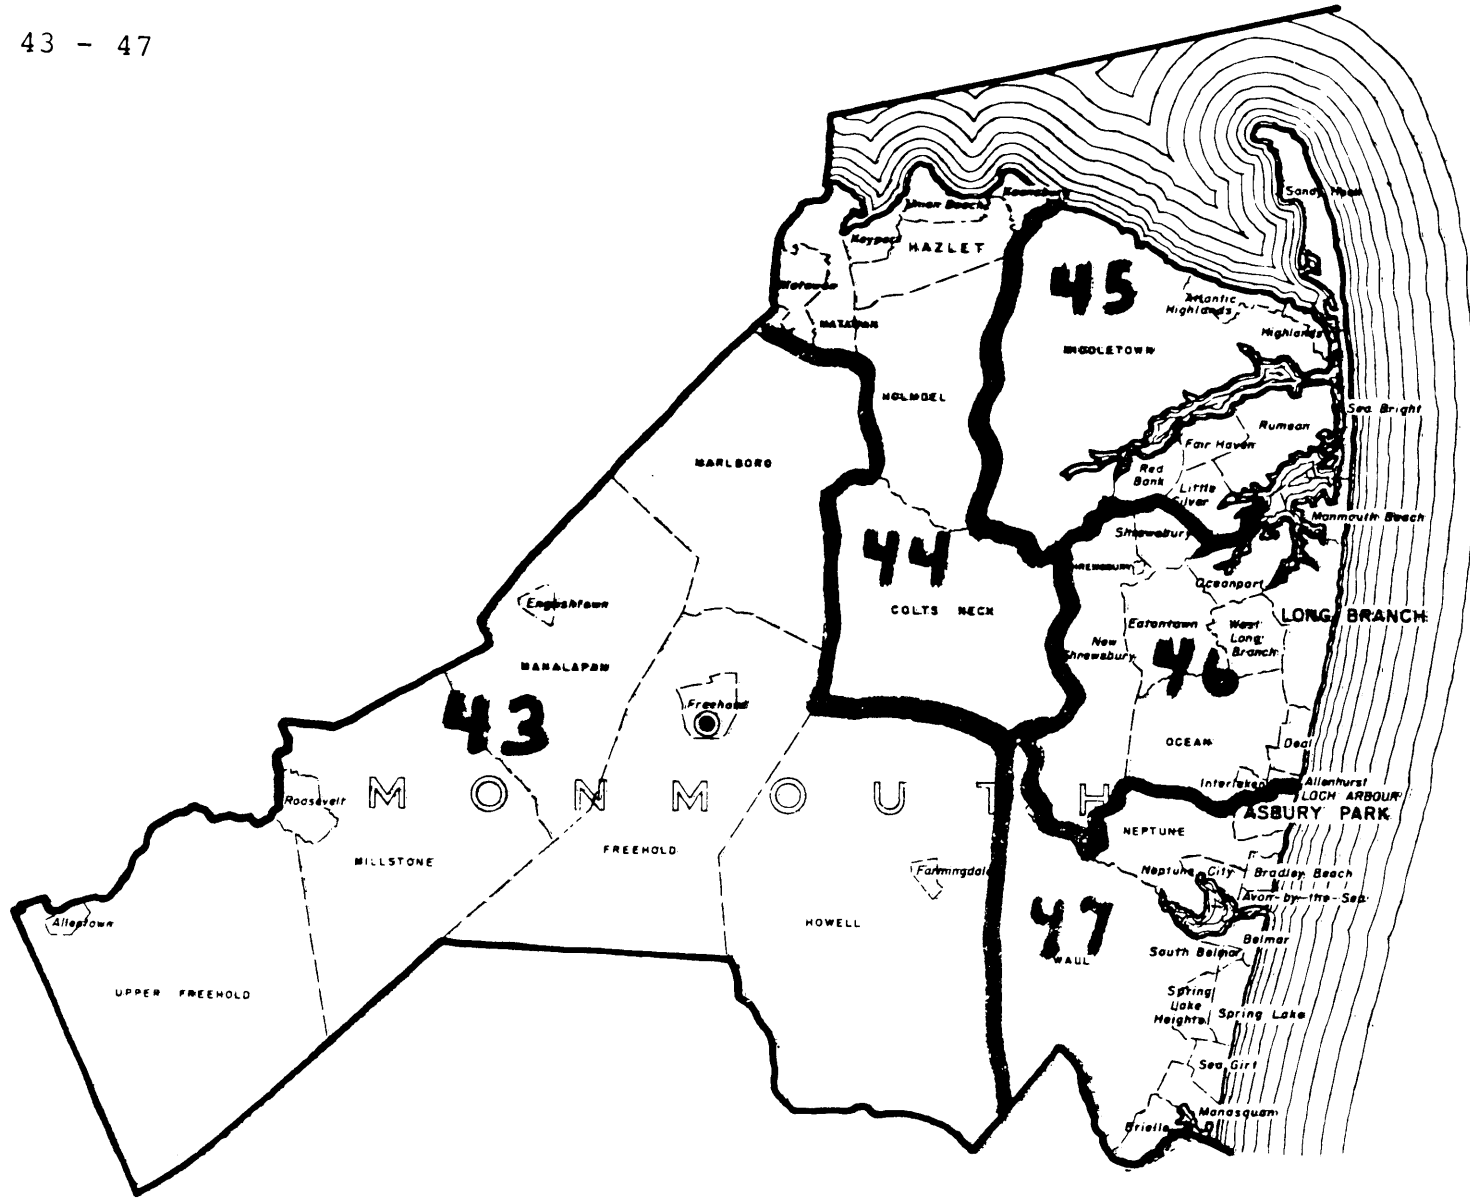 43 - 47
Sandy Hook
Keansburg
Union Beach
Keyport
HAZLET
45
Matawan
Atlantic
Highlands
MATAWAN
Highlands
MIDDLETOWN
HOLMDEL
Sea Bright
Rumson
Fair Haven
MARLBORO
Red
Bank
Little
Silver
Monmouth Beach
Shrewsbury
44
SHREWSBURY
Oceanport
Englishtown
COLTS NECK
LONG BRANCH
Eatontown
West
Long
Branch
New
Shrewsbury
MANALAPAN
46
Freehold
43
OCEAN
Deal
Interlaken
Allenhurst
Roosevelt
MONMOUTH
LOCH ARBOUR
ASBURY PARK
NEPTUNE
FREEHOLD
MILLSTONE
Farmingdale
Neptune City
Bradley Beach
Avon-by-the-Sea
Allentown
HOWELL
47
Belmar
South Belmar
WALL
UPPER FREEHOLD
Spring
Lake
Heights
Spring Lake
Sea Girt
Manasquan
Brielle